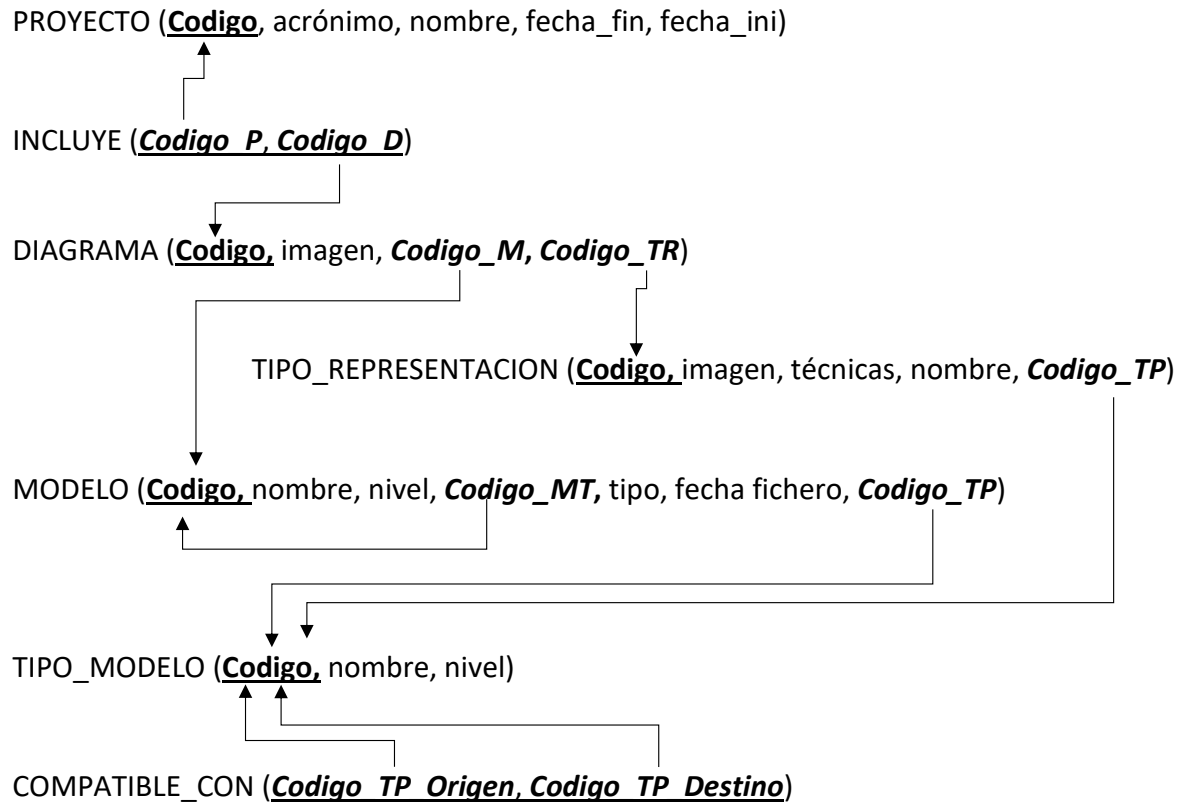 PROYECTO (Codigo, acrónimo, nombre, fecha_fin, fecha_ini)
INCLUYE (Codigo_P, Codigo_D)
DIAGRAMA (Codigo, imagen, Codigo_M, Codigo_TR)
TIPO_REPRESENTACION (Codigo, imagen, técnicas, nombre, Codigo_TP)
MODELO (Codigo, nombre, nivel, Codigo_MT, tipo, fecha fichero, Codigo_TP)
TIPO_MODELO (Codigo, nombre, nivel)
COMPATIBLE_CON (Codigo_TP_Origen, Codigo_TP_Destino)